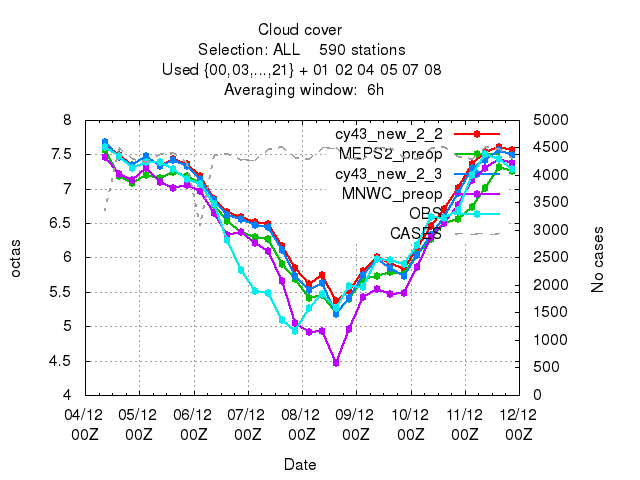 Cloud cover
Selection: ALL    590 stations
Used {00,03,...,21} + 01 02 04 05 07 08
Averaging window:  6h
8
7.5
7
6.5
6
5.5
5
4.5
4
octas
5000
4500
4000
3500
3000
2500
2000
1500
1000
500
0
No cases
cy43_new_2_2
MEPS2_preop
cy43_new_2_3
MNWC_preop
OBS
CASES
04/12 05/12 06/12 07/12 08/12 09/12 10/12 11/12 12/12
00Z 00Z 00Z 00Z 00Z 00Z 00Z 00Z 00Z
Date